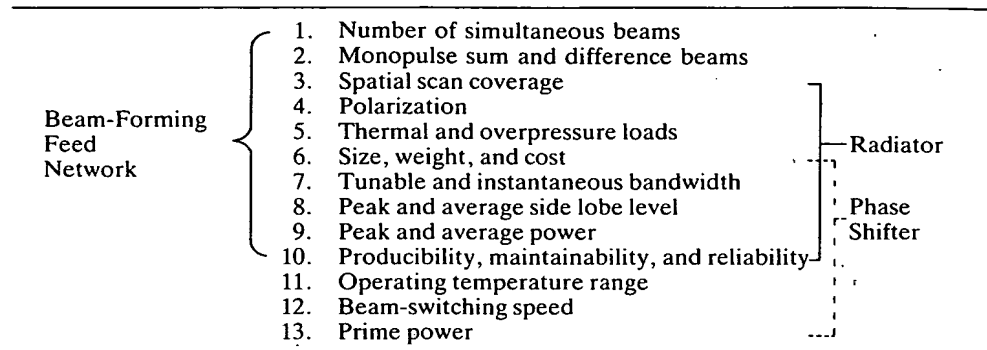 1. Number of simultaneous beams
2. Monopulse sum and difference beams
3. Spatial scan coverage
4. Polarization
5. Thermal and overpressure loads
6. Size, weight, and cost
7. Tunable and instantaneous bandwidth
8. Peak and average side lobe level
9. Peak and average power
10. Producibility, maintainability, and reliability
11. Operating temperature range
12. Beam-switching speed
13. Prime power
Beam-Forming
Feed
Network
Radiator
Phase
Shifter